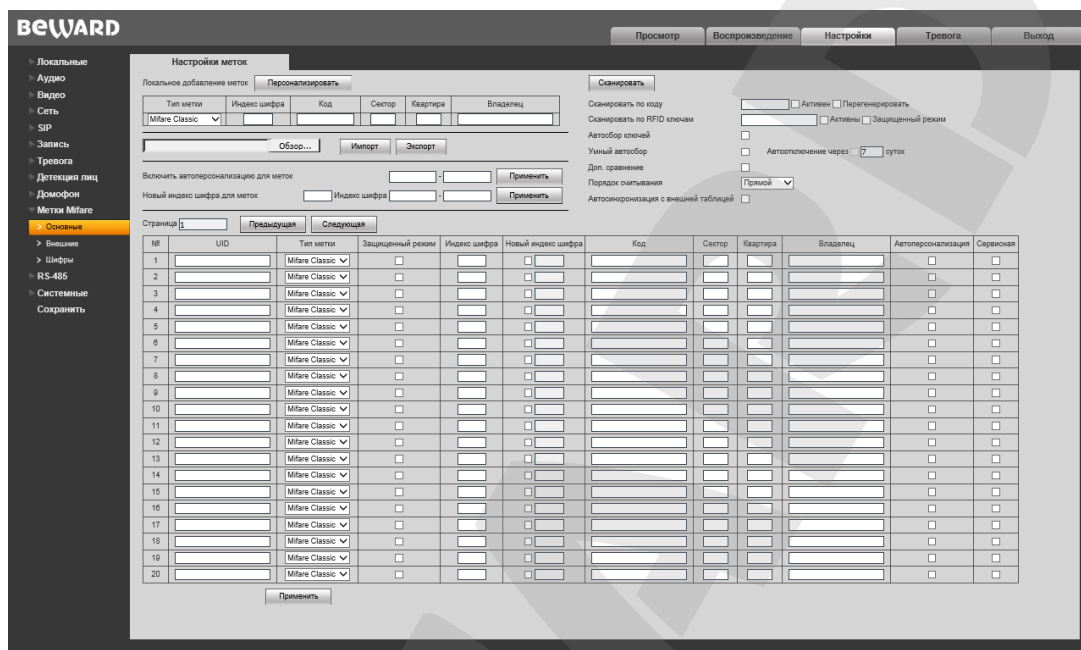 BEWARD
Просмотр Воспроизведение Настройки Тревога Выход
Локальные
Аудио
Видео
Сеть
SIP
Запись
Тревога
Детекция лиц
Домофон
Метки Mifare
> Основные
> Внешние
> Шифры
RS-485
Системные
Сохранить
Настройки меток
Локальное добавление меток Персонализировать
Тип метки Индекс шифра Код Сектор Квартира Владелец
Mifare Classic
Обзор... Импорт Экспорт
Включить автоперсонализацию для меток - Применить
Новый индекс шифра для меток Индекс шифра - Применить
Сканировать
Сканировать по коду Активен Перегенерировать
Сканировать по RFID ключам Активны Защищенный режим
Автосбор ключей
Умный автосбор Автоотключение через 7 суток
Доп. сравнение
Порядок считывания Прямой
Автосинхронизация с внешней таблицей
Страница 1 Предыдущая Следующая
№ UID Тип метки Защищенный режим Индекс шифра Новый индекс шифра Код Сектор Квартира Владелец Автоперсонализация Сервисная
1 Mifare Classic
2 Mifare Classic
3 Mifare Classic
4 Mifare Classic
5 Mifare Classic
6 Mifare Classic
7 Mifare Classic
8 Mifare Classic
9 Mifare Classic
10 Mifare Classic
11 Mifare Classic
12 Mifare Classic
13 Mifare Classic
14 Mifare Classic
15 Mifare Classic
16 Mifare Classic
17 Mifare Classic
18 Mifare Classic
19 Mifare Classic
20 Mifare Classic
Применить